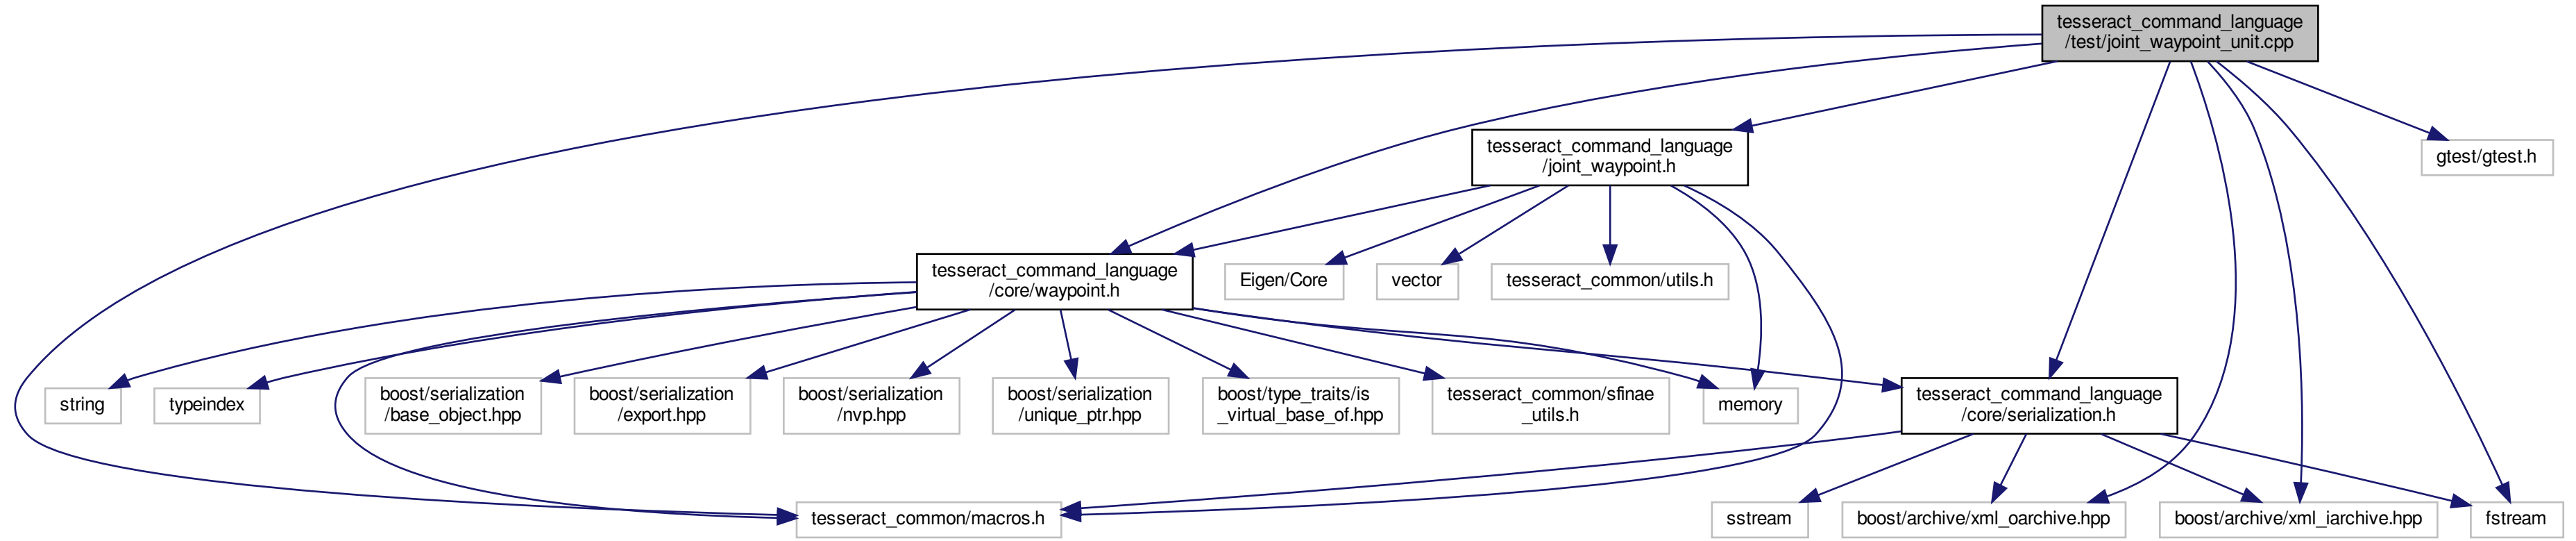 tesseract_command_language
/test/joint_waypoint_unit.cpp
tesseract_command_language
/joint_waypoint.h
gtest/gtest.h
tesseract_command_language
/core/waypoint.h
Eigen/Core
vector
tesseract_common/utils.h
string
typeindex
boost/serialization
/base_object.hpp
boost/serialization
/export.hpp
boost/serialization
/nvp.hpp
boost/serialization
/unique_ptr.hpp
boost/type_traits/is
_virtual_base_of.hpp
tesseract_common/sfinae
_utils.h
memory
tesseract_command_language
/core/serialization.h
tesseract_common/macros.h
sstream
boost/archive/xml_oarchive.hpp
boost/archive/xml_iarchive.hpp
fstream